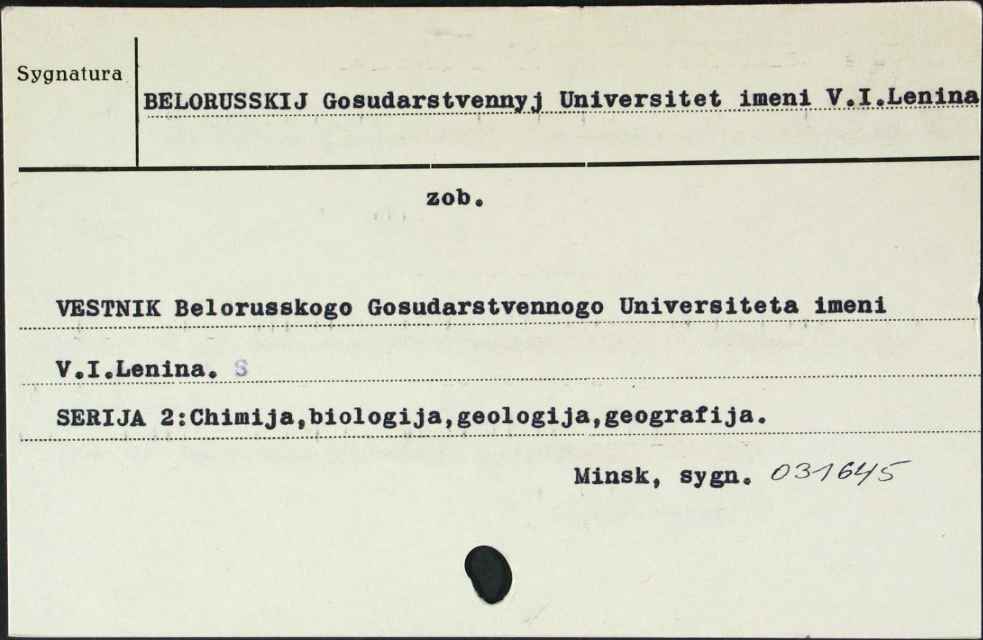 Sygnatura
BELORUSSKIJ Gosudarstvennyj Universitet imeni V.I.Lenina
zob.
VESTNIK Belorusskogo Gosudarstvennogo Universiteta imeni
V.I.Lenina. S
SERIJA 2:Chimija,biologija,geologija,geografija.
Minsk, sygn. 031645